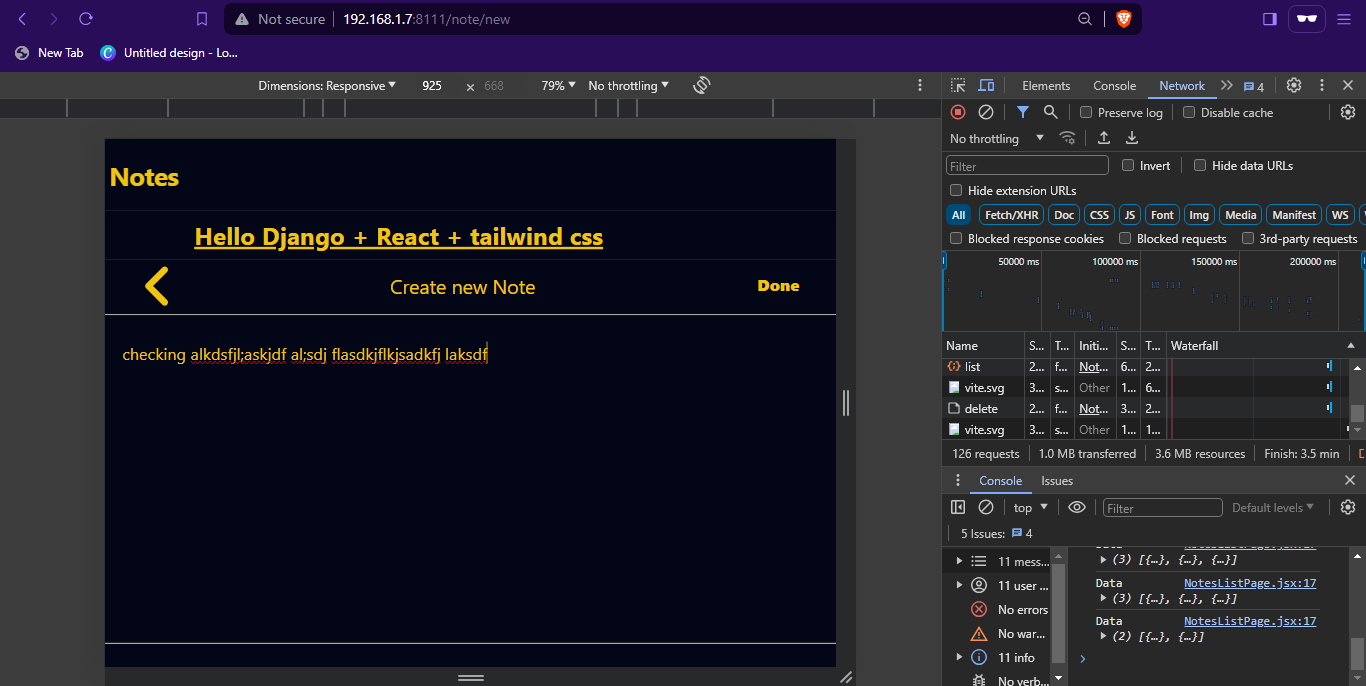 Not secure 192.168.1.7:8111/note/new
New Tab Untitled design - Lo...
Dimensions: Responsive 925 × 668 79% No throttling
Elements Console Network 4
Preserve log Disable cache
No throttling
Filter Invert Hide data URLs
Hide extension URLs
All Fetch/XHR Doc CSS JS Font Img Media Manifest WS
Blocked response cookies Blocked requests 3rd-party requests
50000 ms 100000 ms 150000 ms 200000 ms
Name S... T... Initi... S... T... Waterfall
list 2... f... Not... 6... 2...
vite.svg 3... s... Other 1... 6...
delete 2... f... Not... 3... 2...
vite.svg 3... s... Other 1... 1...
126 requests 1.0 MB transferred 3.6 MB resources Finish: 3.5 min
Console Issues
top Filter Default levels
5 Issues: 4
11 mess...
11 user ...
No errors
No war...
11 info
No verb...
(3) [{…}, {…}, {…}]
Data NotesListPage.jsx:17
(3) [{…}, {…}, {…}]
Data NotesListPage.jsx:17
(2) [{…}, {…}]
Notes
Hello Django + React + tailwind css
Create new Note Done
checking alkdsfjl;askjdf al;sdj flasdkjflkjsadkfj laksdf